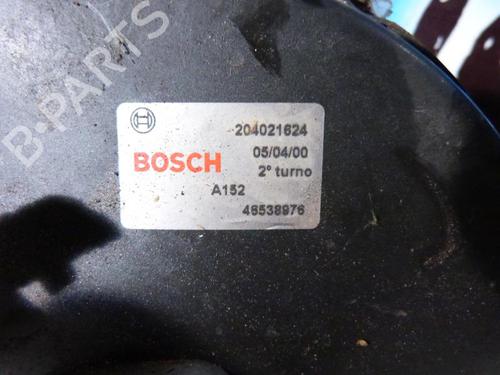 204021624
BOSCH
05/04/00
2° turno
A152
46538976
B-PARTS